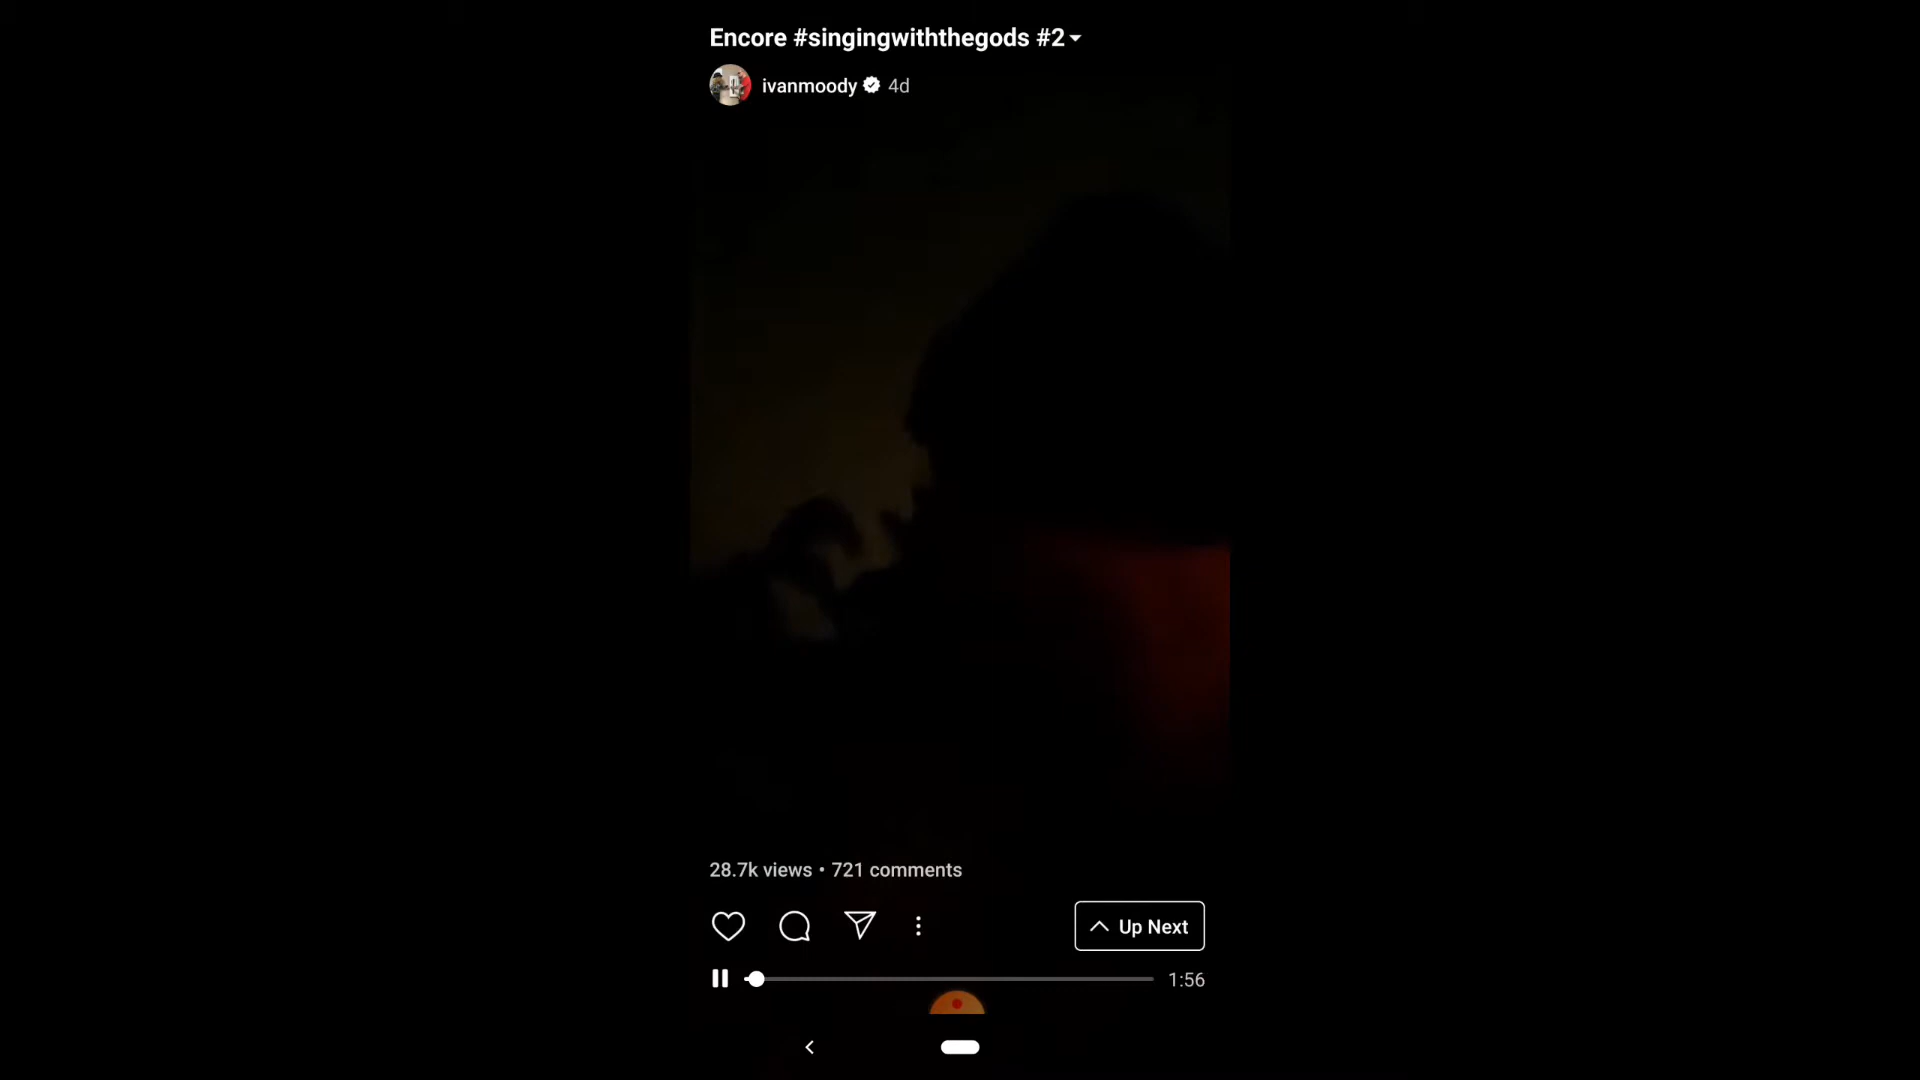 Encore #singingwiththegods #2
ivanmoody 4d
28.7k views • 721 comments
Up Next
1:56